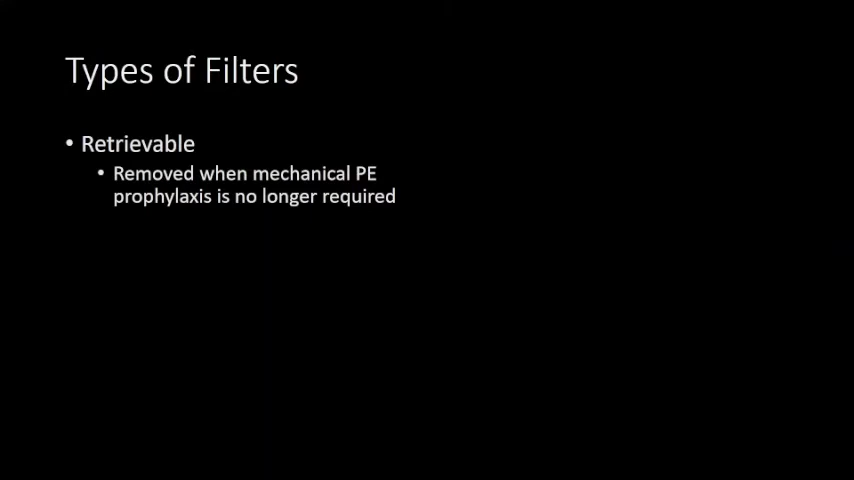 Types of Filters
• Retrievable
• Removed when mechanical PE
prophylaxis is no longer required